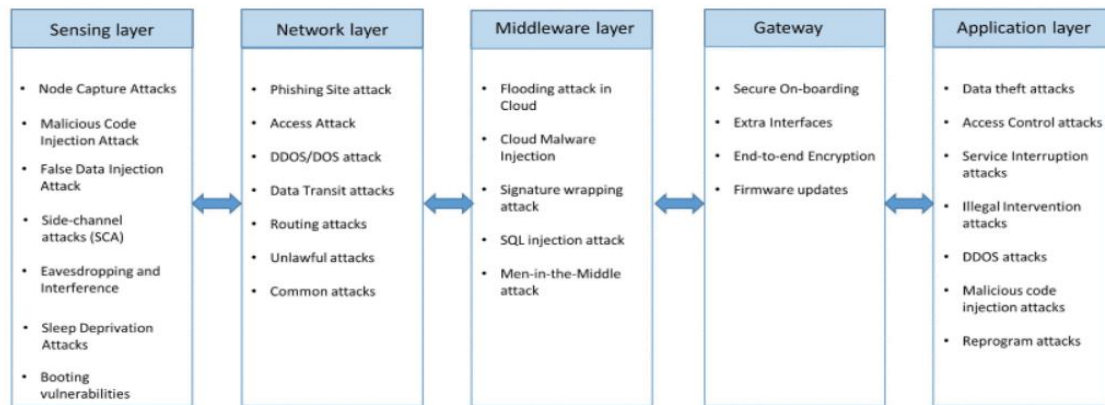 Sensing layer
Node Capture Attacks
Malicious Code
Injection Attack
False Data Injection
Attack
Side-channel
attacks (SCA)
Eavesdropping and
Interference
Sleep Deprivation
Attacks
Booting
vulnerabilities
Network layer
Phishing Site attack
Access Attack
DDOS/DOS attack
Data Transit attacks
Routing attacks
Unlawful attacks
Common attacks
Middleware layer
Flooding attack in
Cloud
Cloud Malware
Injection
Signature wrapping
attack
SQL injection attack
Men-in-the-Middle
attack
Gateway
Secure On-boarding
Extra Interfaces
End-to-end Encryption
Firmware updates
Application layer
Data theft attacks
Access Control attacks
Service Interruption
attacks
Illegal Intervention
attacks
DDOS attacks
Malicious code
injection attacks
Reprogram attacks